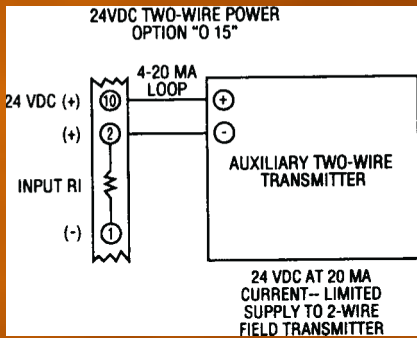 24VDC TWO-WIRE POWER
OPTION "O 15"
4-20 MA
LOOP
24 VDC (+)
10
+
(+)
2
-
AUXILIARY TWO-WIRE
TRANSMITTER
INPUT RI
(-)
1
24 VDC AT 20 MA
CURRENT-- LIMITED
SUPPLY TO 2-WIRE
FIELD TRANSMITTER